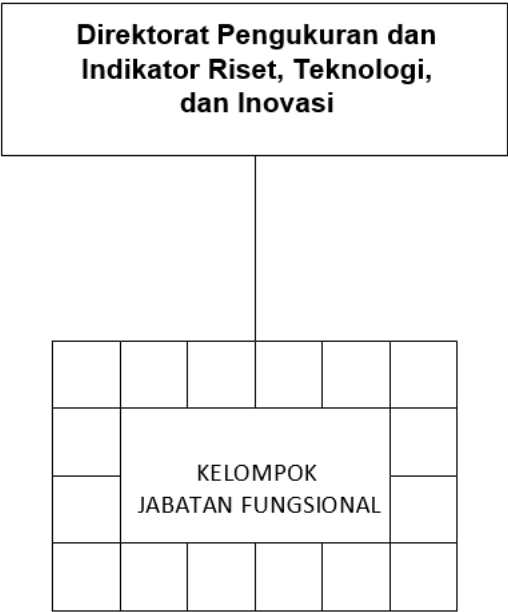 Direktorat Pengukuran dan
Indikator Riset, Teknologi,
dan Inovasi
KELOMPOK
JABATAN FUNGSIONAL